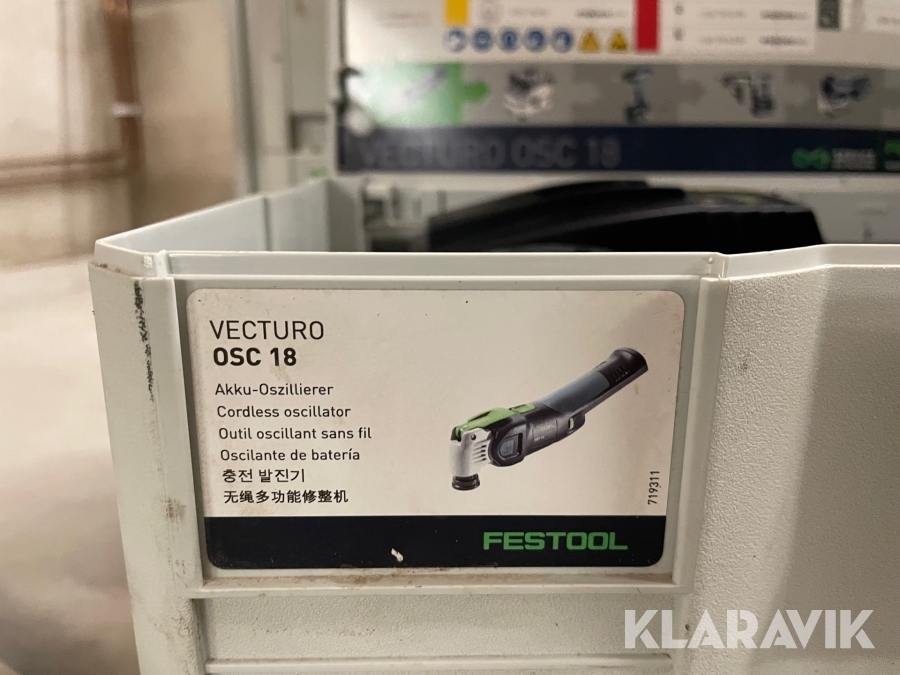 VECTURO OSC 18
VECTURO
OSC 18
Akku-Oszillierer
Cordless oscillator
Outil oscillant sans fil
Oscilante de batería
충전 발진기
无绳多功能修整机
719311
FESTOOL
KLARAVIK